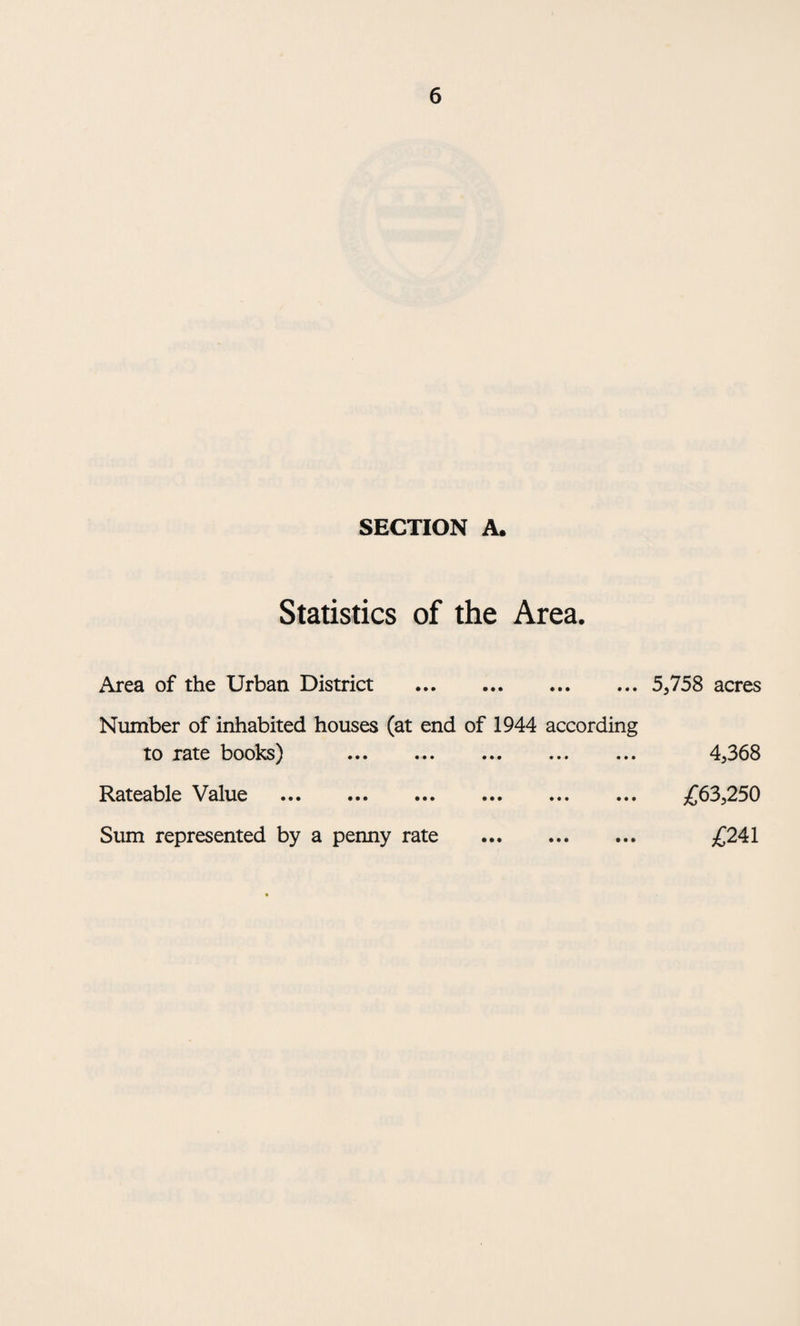 6
SECTION A.
Statistics of the Area.
Area of the Urban District ... ... ... ... 5,758 acres
Number of inhabited houses (at end of 1944 according
to rate books) ... ... ... ... ... 4,368
Rateable Value ... ... ... ... ... ... £63,250
Sum represented by a penny rate ... ... ... £241